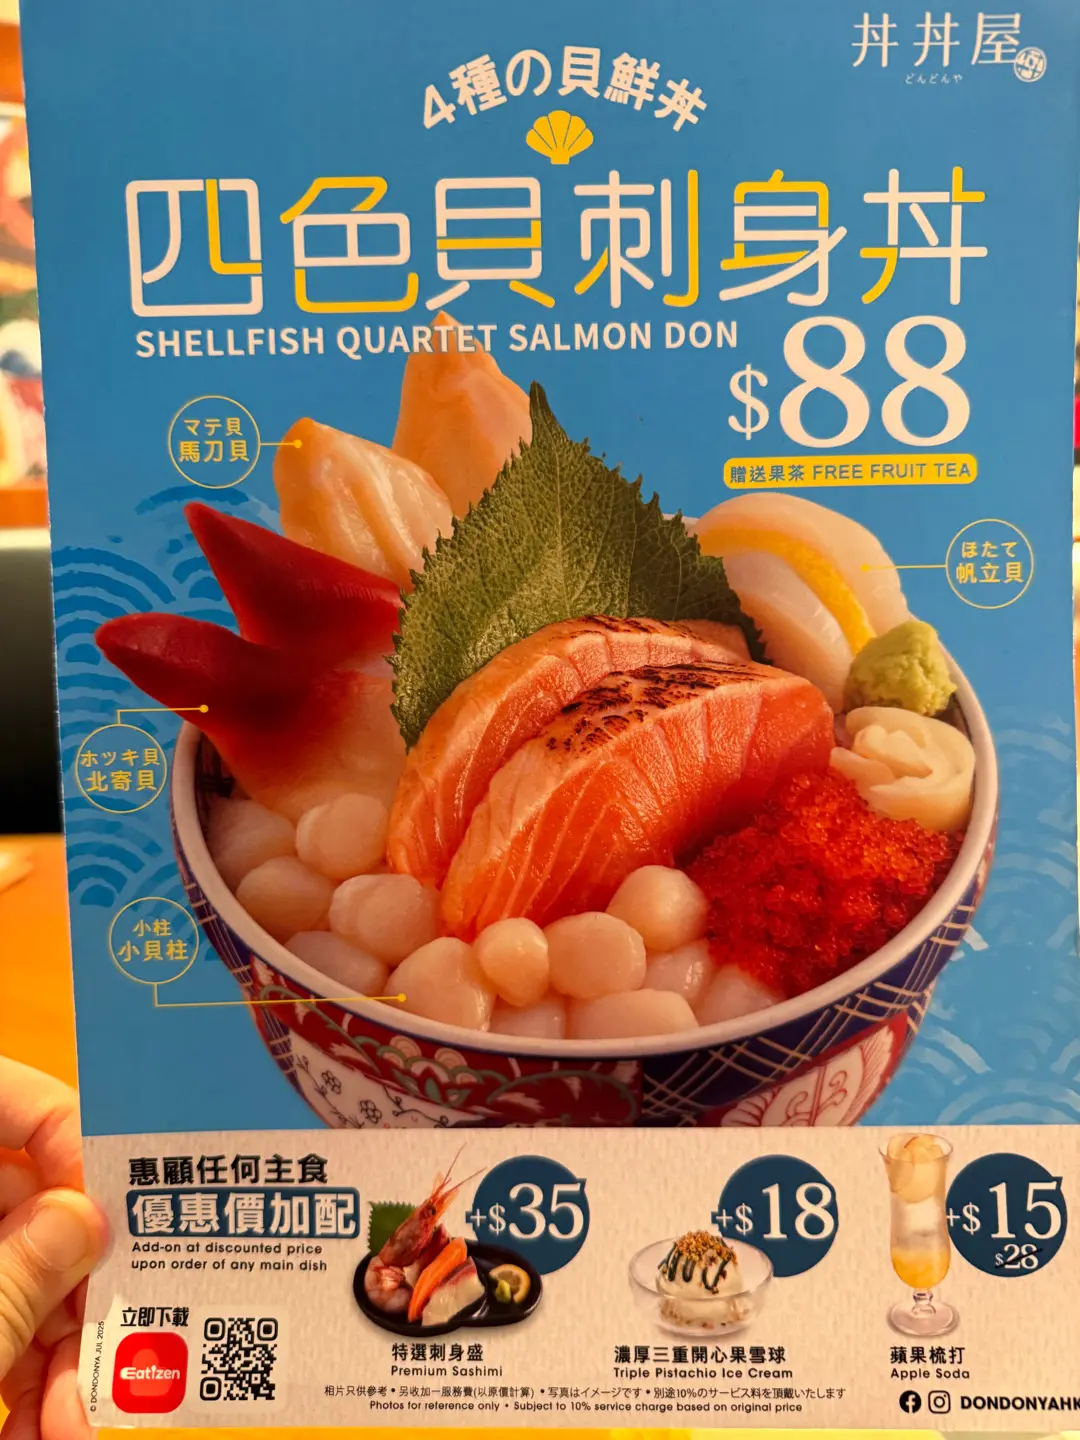 丼丼屋
どんどんや
4種の貝鮮丼
四色貝刺身丼
SHELLFISH QUARTET SALMON DON
$88
贈送果茶 FREE FRUIT TEA
マテ貝
馬刀貝
ほたて
帆立貝
ホッキ貝
北寄貝
小柱
小貝柱
惠顧任何主食
優惠價加配
Add-on at discounted price
upon order of any main dish
+$35
特選刺身盛
Premium Sashimi
+$18
濃厚三重開心果雪球
Triple Pistachio Ice Cream
+$15
$28
蘋果梳打
Apple Soda
立即下載
Eatizen
相片只供參考•另收加一服務費(以原價計算)•写真はイメージです•別途10%のサービス料を頂戴いたします
Photos for reference only • Subject to 10% service charge based on original price
DONDONYAHK
© DONDONYA JUL 2025